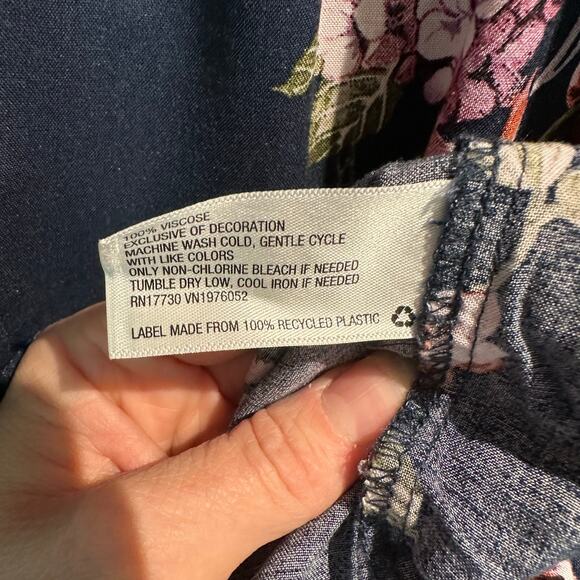 100% VISCOSE
EXCLUSIVE OF DECORATION
MACHINE WASH COLD, GENTLE CYCLE
WITH LIKE COLORS
ONLY NON-CHLORINE BLEACH IF NEEDED
TUMBLE DRY LOW, COOL IRON IF NEEDED
RN17730 VN1976052
LABEL MADE FROM 100% RECYCLED PLASTIC